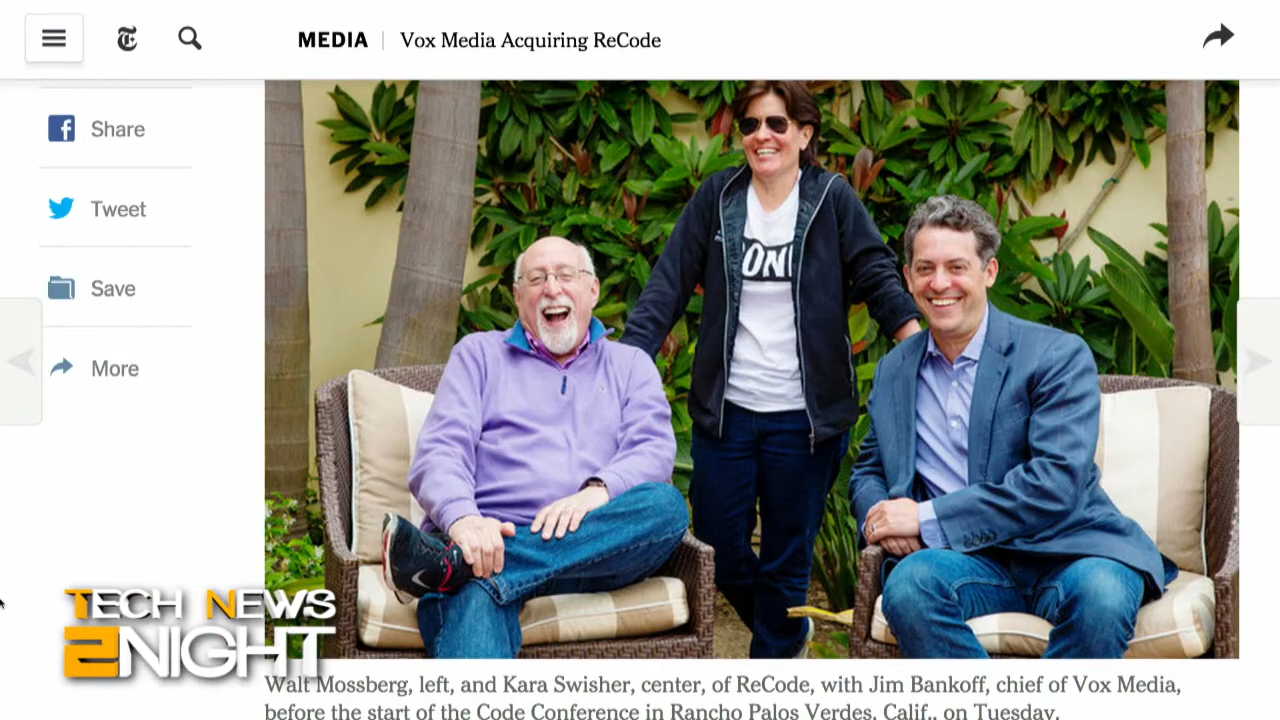 MEDIA | Vox Media Acquiring ReCode
Share
Tweet
Save
More
ONE
TECH NEWS
2NIGHT
Walt Mossberg, left, and Kara Swisher, center, of ReCode, with Jim Bankoff, chief of Vox Media,
before the start of the Code Conference in Rancho Palos Verdes, Calif., on Tuesday.